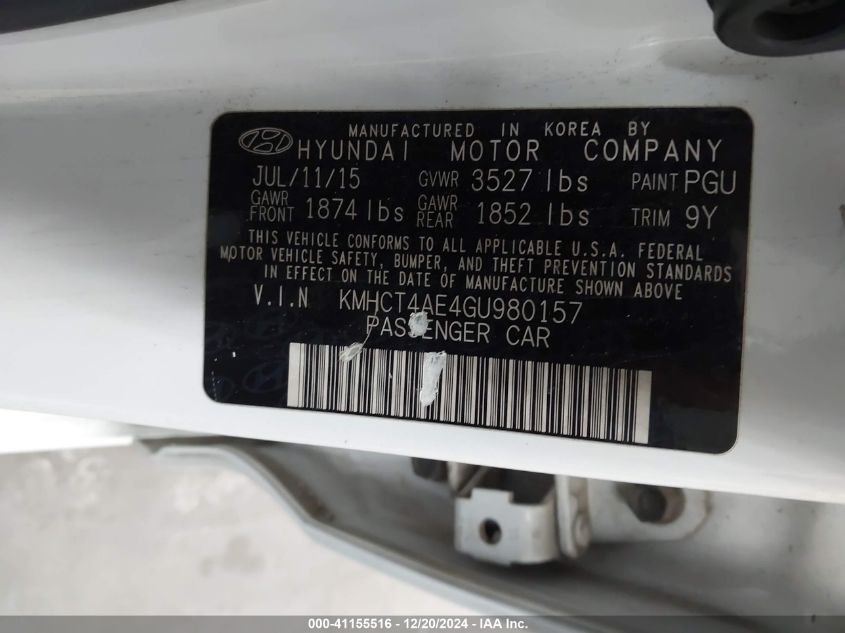 MANUFACTURED IN KOREA BY
HYUNDAI MOTOR COMPANY
JUL/11/15 GVWR 3527 lbs PAINT PGU
GAWR FRONT 1874 lbs GAWR REAR 1852 lbs TRIM 9Y
THIS VEHICLE CONFORMS TO ALL APPLICABLE U.S.A. FEDERAL
MOTOR VEHICLE SAFETY, BUMPER, AND THEFT PREVENTION STANDARDS
IN EFFECT ON THE DATE OF MANUFACTURE SHOWN ABOVE
V.I.N KMHCT4AE4GU980157
PASSENGER CAR
000-41155516 - 12/20/2024 - IAA Inc.